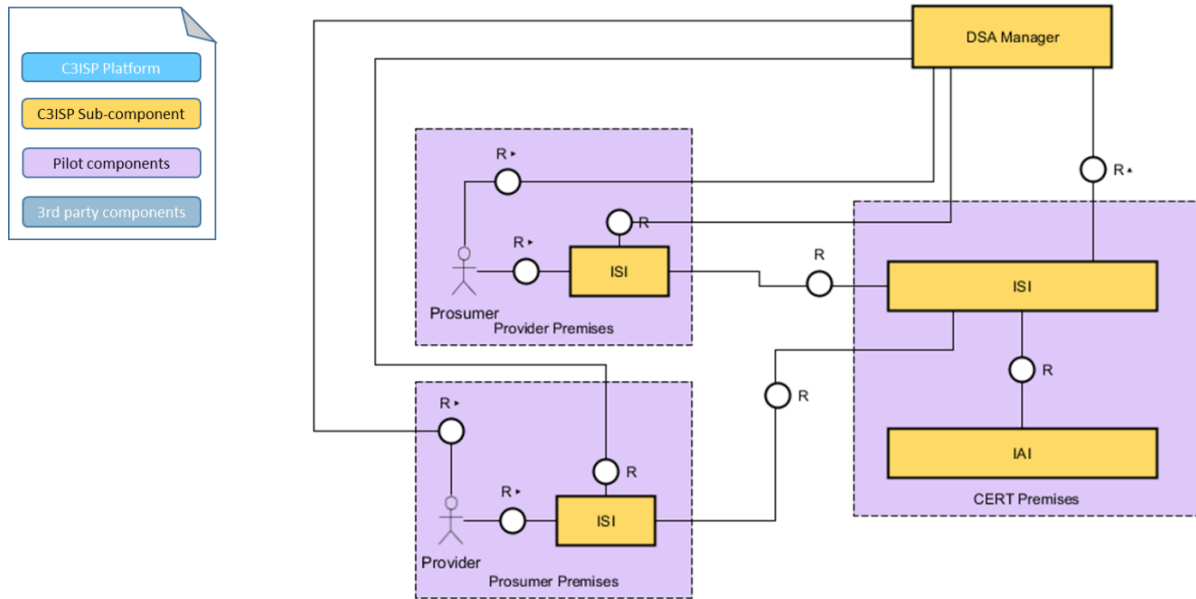 C3ISP Platform
C3ISP Sub-component
Pilot components
3rd party components
DSA Manager
R ▸
R ▴
R
R ▸
ISI
R
ISI
Prosumer
Provider Premises
R
R
R ▸
IAI
R
R ▸
CERT Premises
ISI
Provider
Prosumer Premises